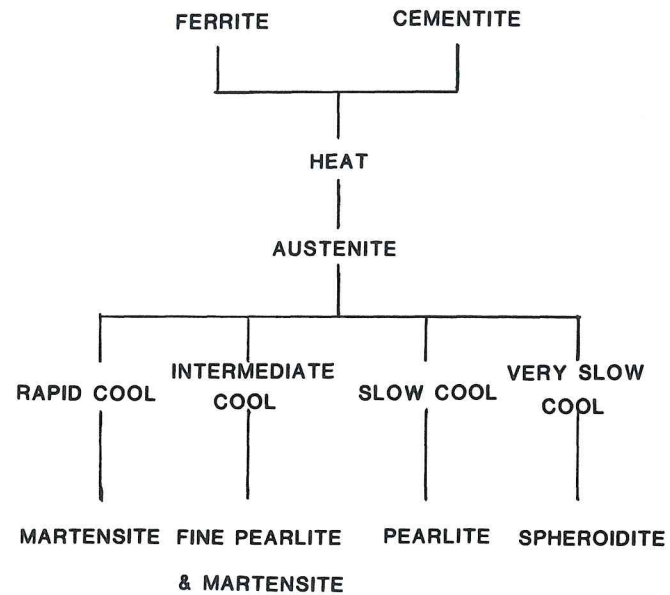 FERRITE
CEMENTITE
HEAT
AUSTENITE
RAPID COOL
INTERMEDIATE
COOL
SLOW COOL
VERY SLOW
COOL
MARTENSITE
FINE PEARLITE
& MARTENSITE
PEARLITE
SPHEROIDITE